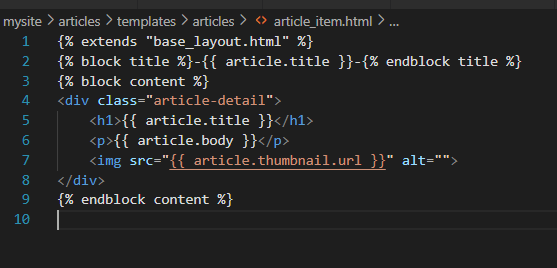 mysite > articles > templates > articles > <> article_item.html > ...
1 {% extends "base_layout.html" %}
2 {% block title %}-{{ article.title }}-{% endblock title %}
3 {% block content %}
4 <div class="article-detail">
5     <h1>{{ article.title }}</h1>
6     <p>{{ article.body }}</p>
7     <img src="{{ article.thumbnail.url }}" alt="">
8 </div>
9 {% endblock content %}
10